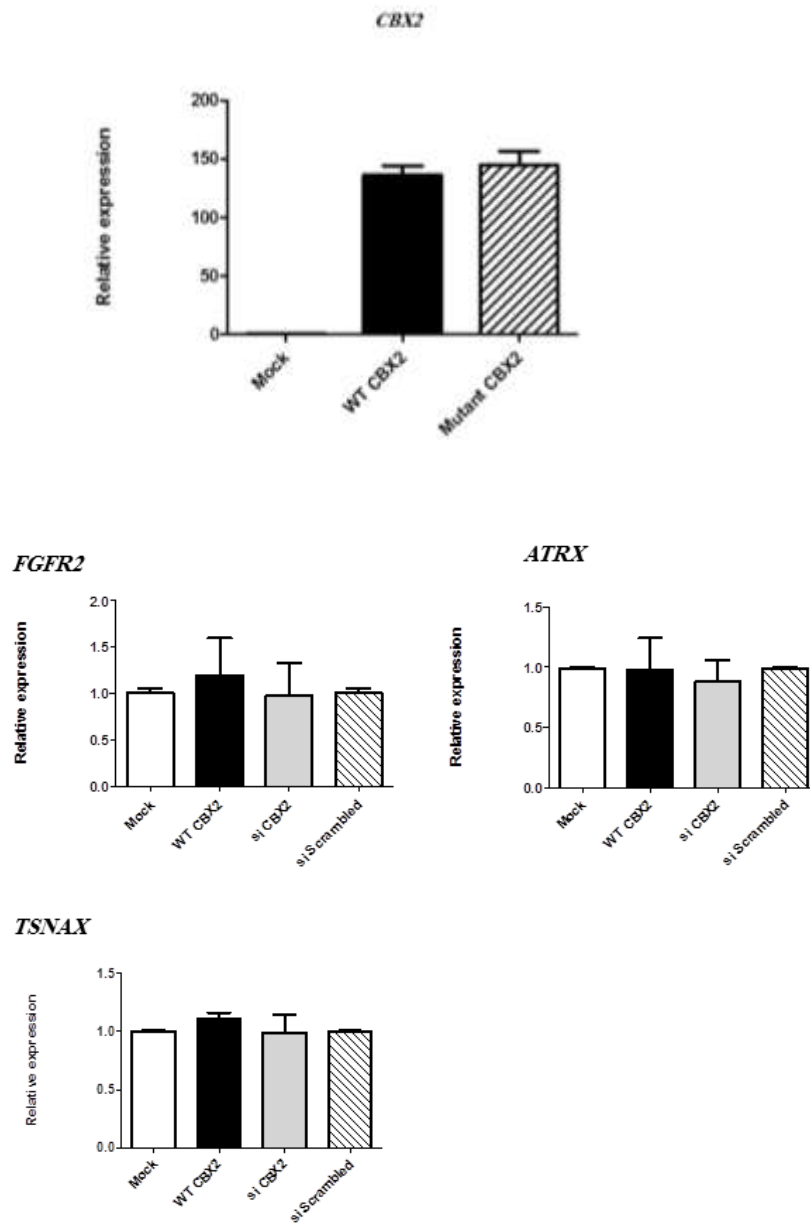 CBX2
Relative expression
200
150
100
50
0
Mock
WT CBX2
Mutant CBX2
FGFR2
Relative expression
2.0
1.5
1.0
0.5
0.0
Mock
WT CBX2
si CBX2
si Scrambled
ATRX
Relative expression
1.5
1.0
0.5
0.0
Mock
WT CBX2
si CBX2
si Scrambled
TSNAX
Relative expression
1.5
1.0
0.5
0.0
Mock
WT CBX2
si CBX2
si Scrambled